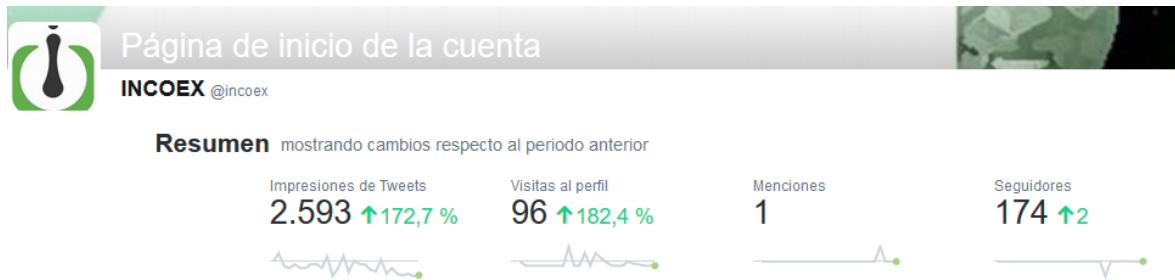 Página de inicio de la cuenta
INCOEX @incoex
Resumen mostrando cambios respecto al periodo anterior
Impresiones de Tweets Visitas al perfil Menciones Seguidores
2.593 ↑172,7 % 96 ↑182,4 % 1 174 ↑2